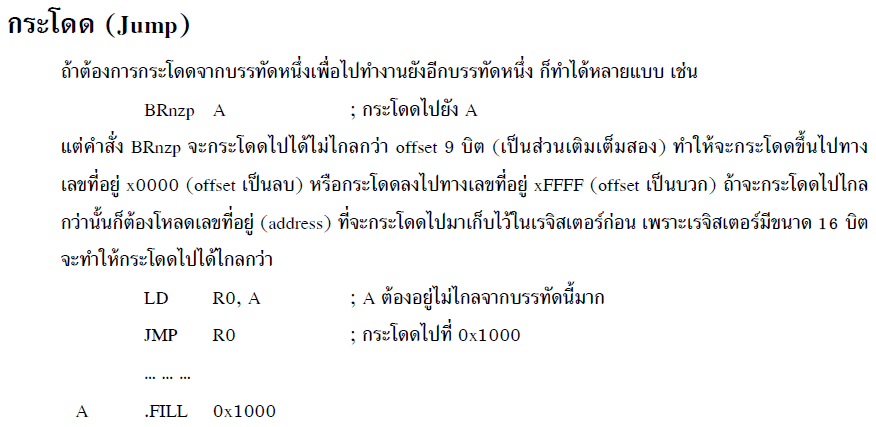 กระโดด (Jump)
ถ้าต้องการกระโดดจากบรรทัดหนึ่งเพื่อไปทำงานยังอีกบรรทัดหนึ่ง ก็ทำได้หลายแบบ เช่น
BRnzp A ; กระโดดไปยัง A
แต่คำสั่ง BRnzp จะกระโดดไปได้ไม่ไกลกว่า offset 9 บิต (เป็นส่วนเติมเต็มสอง) ทำให้จะกระโดดขึ้นไปทาง
เลขที่อยู่ x0000 (offset เป็นลบ) หรือกระโดดลงไปทางเลขที่อยู่ xFFFF (offset เป็นบวก) ถ้าจะกระโดดไปไกล
กว่านั้นก็ต้องโหลดเลขที่อยู่ (address) ที่จะกระโดดไปมาเก็บไว้ในเรจิสเตอร์ก่อน เพราะเรจิสเตอร์มีขนาด 16 บิต
จะทำให้กระโดดไปได้ไกลกว่า
LD R0, A ; A ต้องอยู่ไม่ไกลจากบรรทัดนี้มาก
JMP R0 ; กระโดดไปที่ 0x1000
... ... ...
A .FILL 0x1000